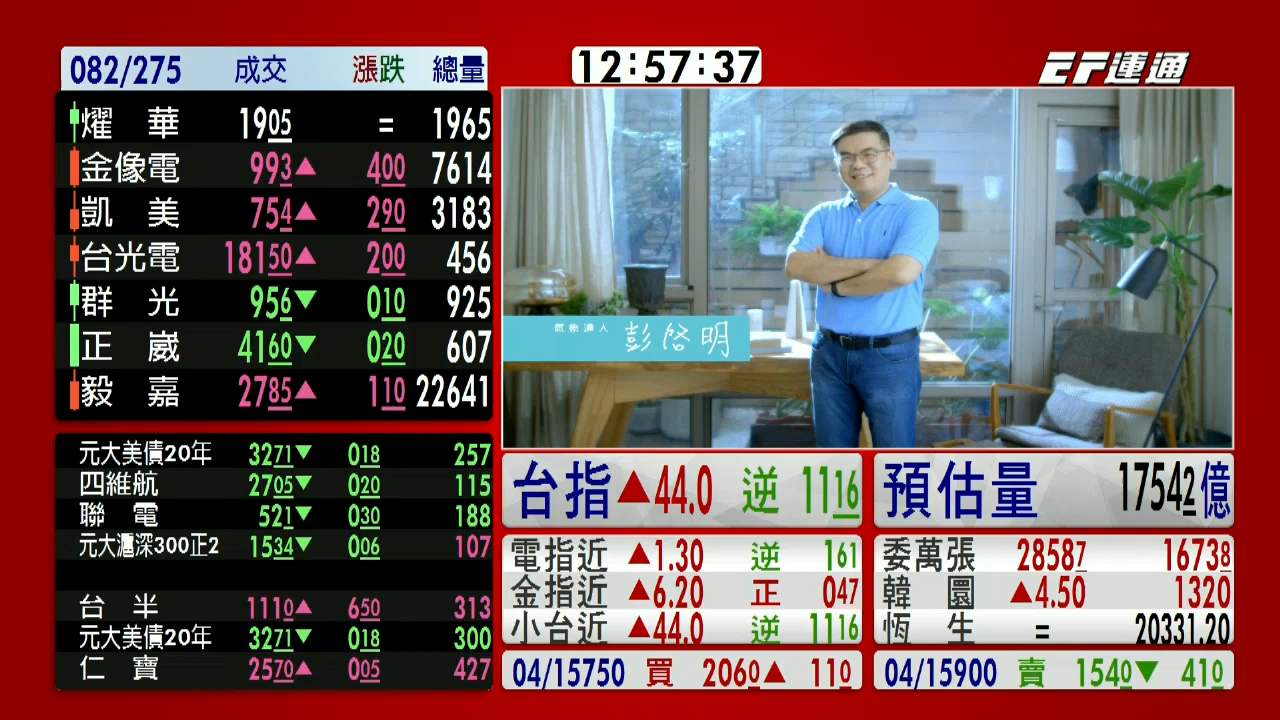 082/275 成交 漲跌 總量
12:57:37
EF運通
燿華 1905 = 1965
金像電 993▲ 400 7614
凱美 754▲ 290 3183
台光電 18150▲ 200 456
群光 956▼ 010 925
正崴 4160▼ 020 607
毅嘉 2785▲ 110 22641
元大美債20年 3271▼ 018 257
四維航 2705▼ 020 115
聯電 521▼ 030 188
元大滬深300正2 1534▼ 006 107
台半 1110▲ 650 313
元大美債20年 3271▼ 018 300
仁寶 2570▲ 005 427
氣象達人 彭啓明
台指▲44.0 逆 1116
預估量 17542億
電指近 ▲1.30 逆 161
金指近 ▲6.20 正 047
小台近 ▲44.0 逆 1116
委萬張 28587 16738
韓圜 ▲4.50 1320
恆生 = 20331.20
04/15750 買 2060▲ 110
04/15900 賣 1540▼ 410